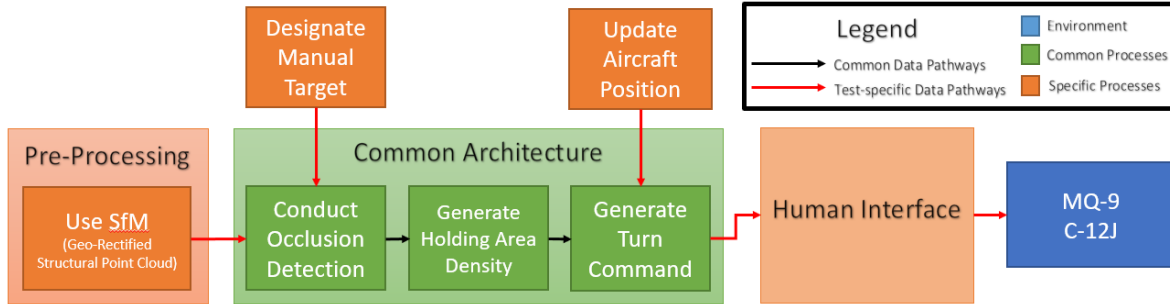 Designate
Manual
Target
Update
Aircraft
Position
Legend
Common Data Pathways
Test-specific Data Pathways
Environment
Common Processes
Specific Processes
Pre-Processing
Use SfM
(Geo-Rectified
Structural Point Cloud)
Common Architecture
Conduct
Occlusion
Detection
Generate
Holding Area
Density
Generate
Turn
Command
Human Interface
MQ-9
C-12J